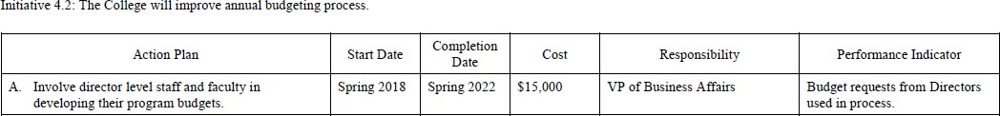 Initiative 4.2: The College will improve annual budgeting process.
Action Plan
Start Date
Completion
Date
Cost
Responsibility
Performance Indicator
A. Involve director level staff and faculty in
developing their program budgets.
Spring 2018
Spring 2022
$15,000
VP of Business Affairs
Budget requests from Directors
used in process.